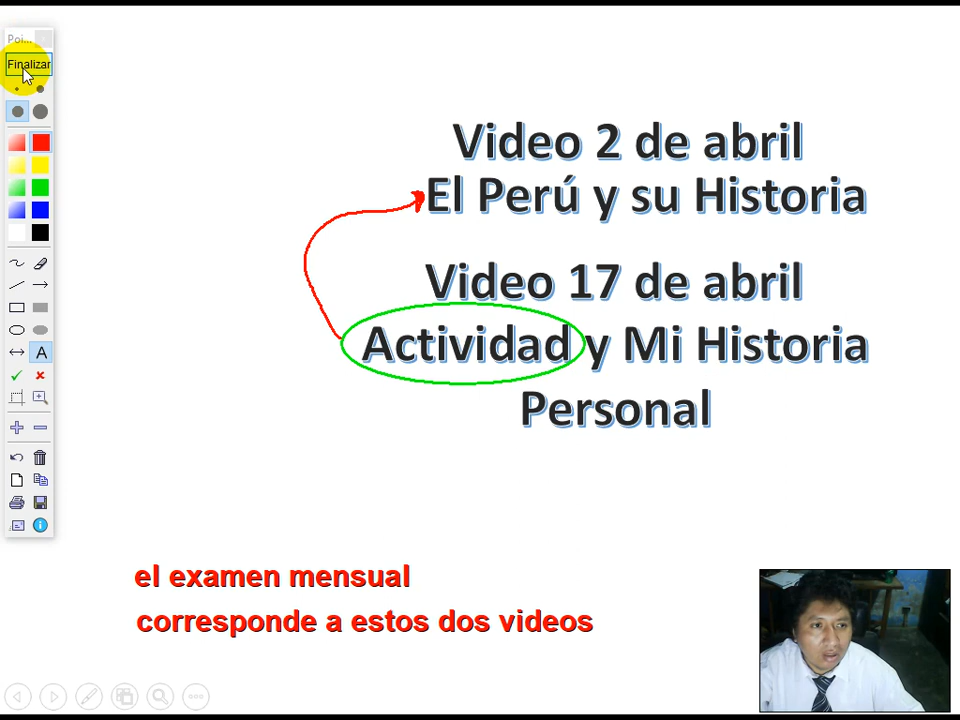 Poi...
Finalizar
Video 2 de abril
El Perú y su Historia
Video 17 de abril
Actividad y Mi Historia
Personal
A
el examen mensual
corresponde a estos dos videos